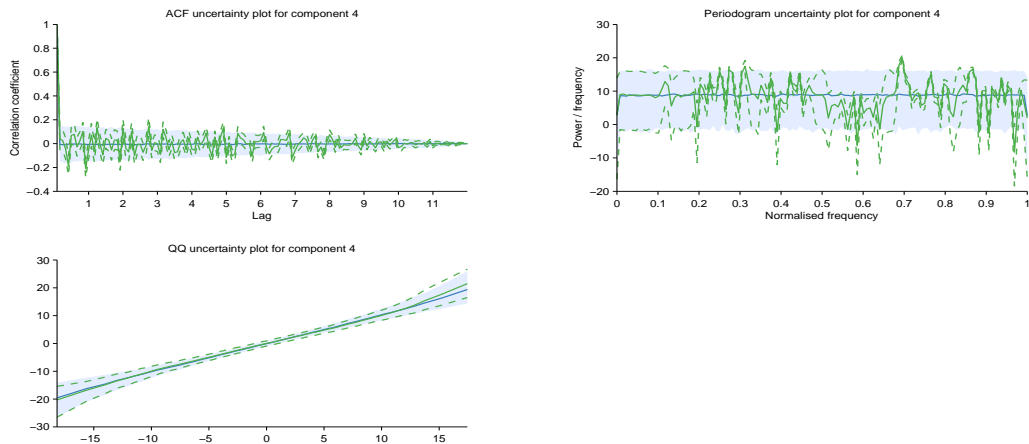 ACF uncertainty plot for component 4
1
0.8
0.6
0.4
0.2
0
−0.2
−0.4
Correlation coefficient
1 2 3 4 5 6 7 8 9 10 11
Lag
Periodogram uncertainty plot for component 4
30
20
10
0
−10
−20
Power / frequency
0 0.1 0.2 0.3 0.4 0.5 0.6 0.7 0.8 0.9 1
Normalised frequency
QQ uncertainty plot for component 4
30
20
10
0
−10
−20
−30
−15 −10 −5 0 5 10 15